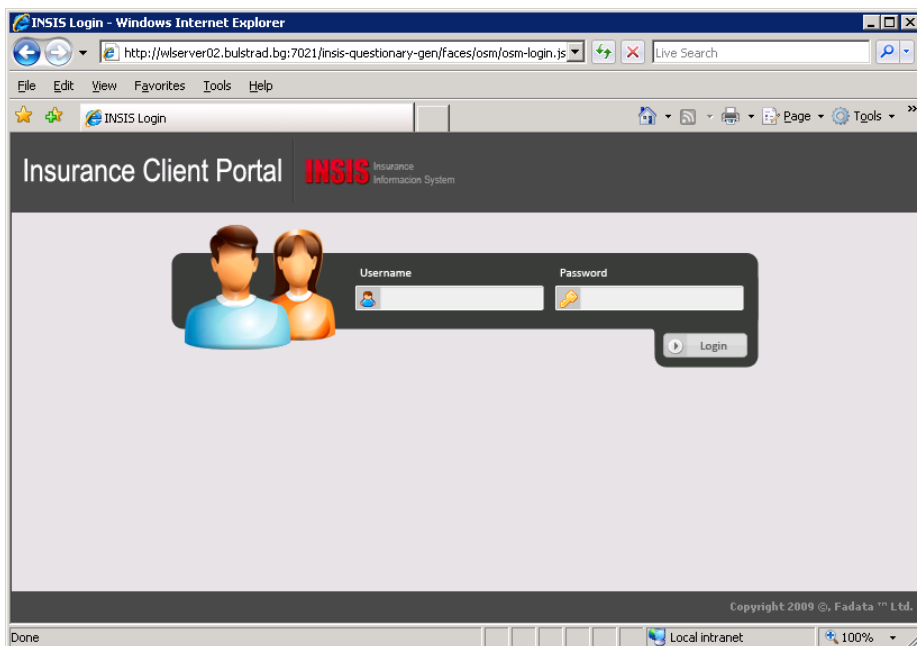 INSIS Login - Windows Internet Explorer
http://wlserver02.bulstrad.bg:7021/insis-questionary-gen/faces/osm/osm-login.js
Live Search
File Edit View Favorites Tools Help
INSIS Login
Page Tools »
Insurance Client Portal
INSIS
Insurance
Informacion System
Username Password
Login
Copyright 2009 ©, Fadata ™ Ltd.
Done Local intranet 100%